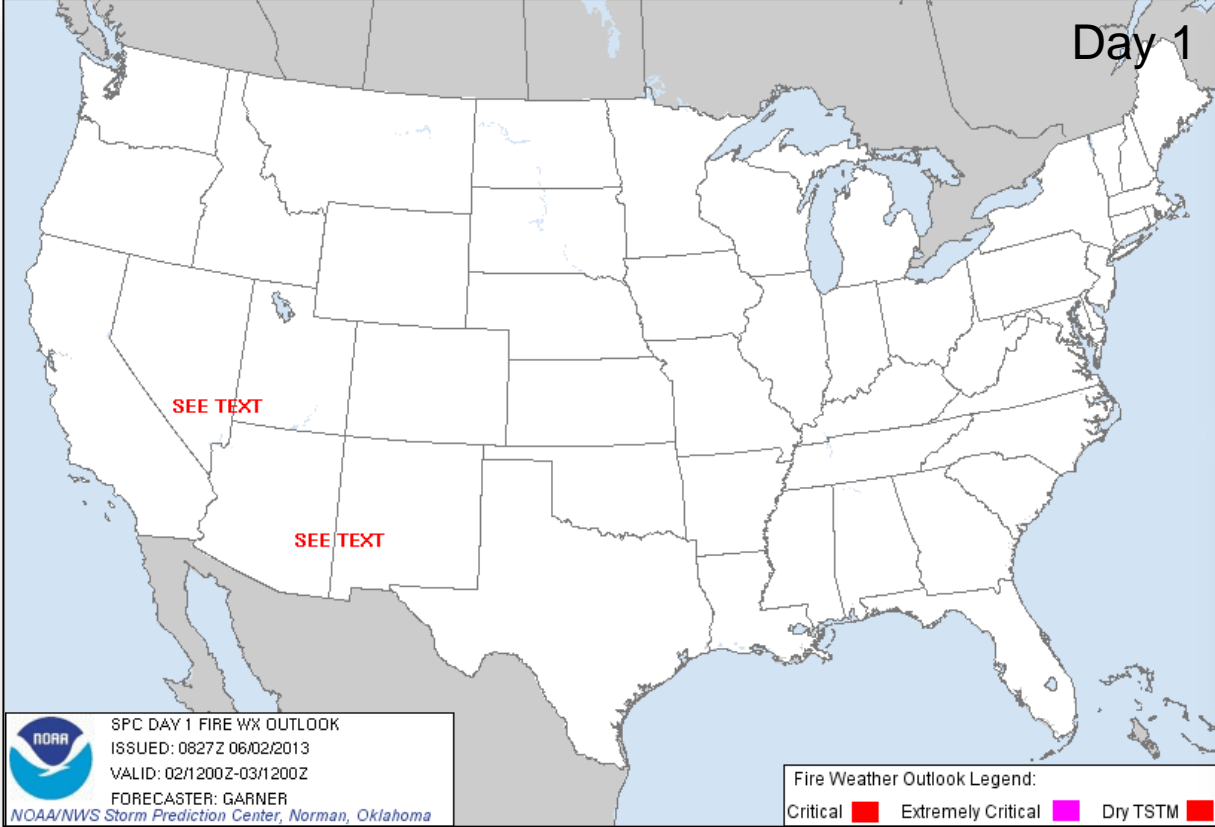 Day 1
SEE TEXT
SEE TEXT
NOAA
SPC DAY 1 FIRE WX OUTLOOK
ISSUED: 0827Z 06/02/2013
VALID: 02/1200Z-03/1200Z
FORECASTER: GARNER
NOAA/NWS Storm Prediction Center, Norman, Oklahoma
Fire Weather Outlook Legend:
Critical Extremely Critical Dry TSTM